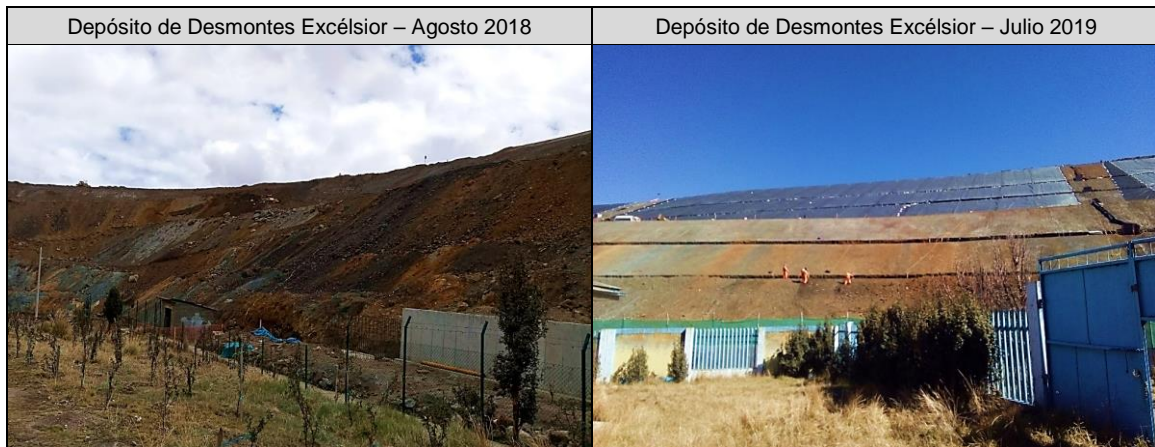 Depósito de Desmontes Excélsior – Agosto 2018
Depósito de Desmontes Excélsior – Julio 2019